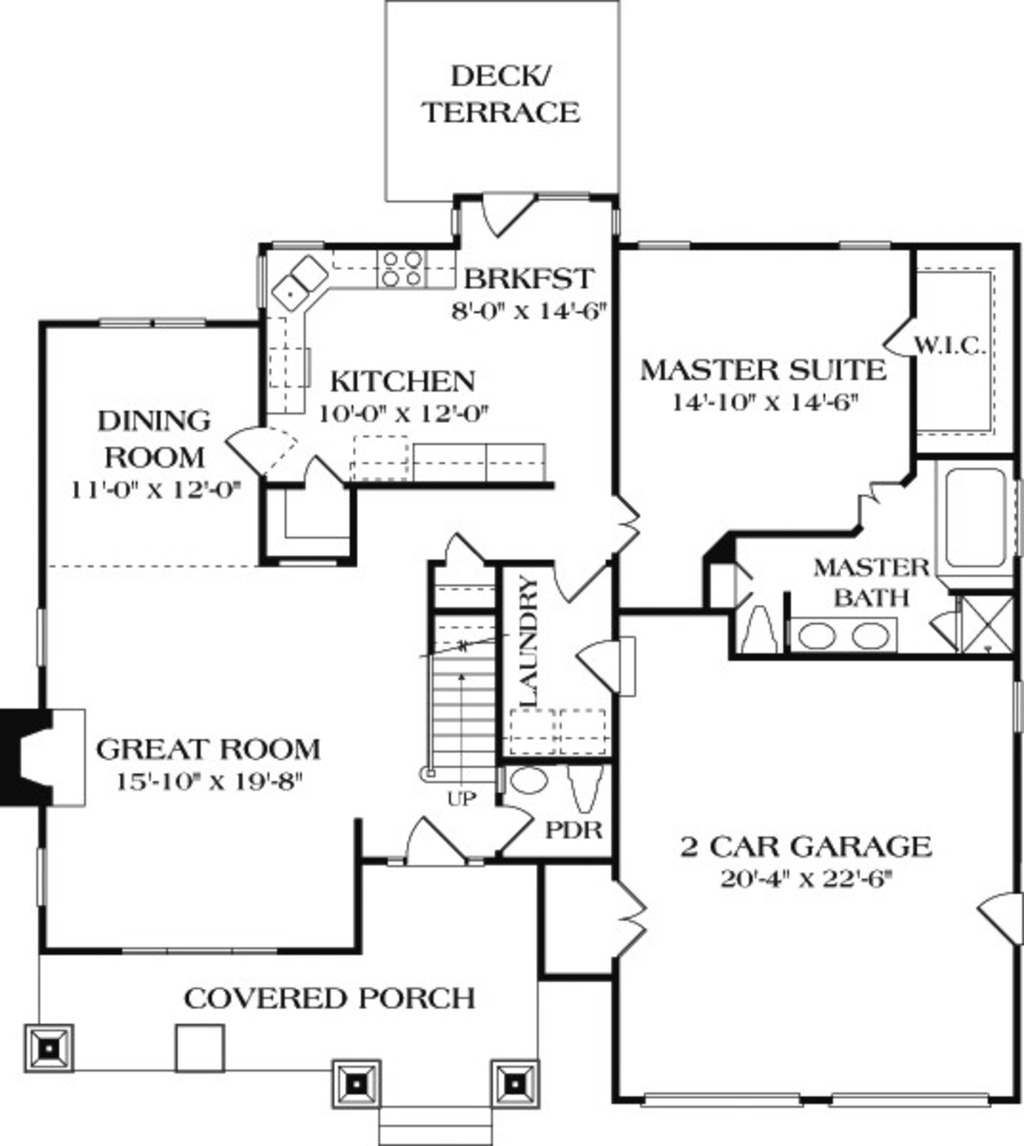 DECK/
TERRACE
BRKFST
8'-0" X 14'-6"
KITCHEN
10'-0" X 12'-0"
MASTER SUITE
14'-10" X 14'-6"
W.I.C.
DINING
ROOM
11'-0" X 12'-0"
MASTER
BATH
LAUNDRY
GREAT ROOM
15'-10" X 19'-8"
UP
PDR
2 CAR GARAGE
20'-4" X 22'-6"
COVERED PORCH